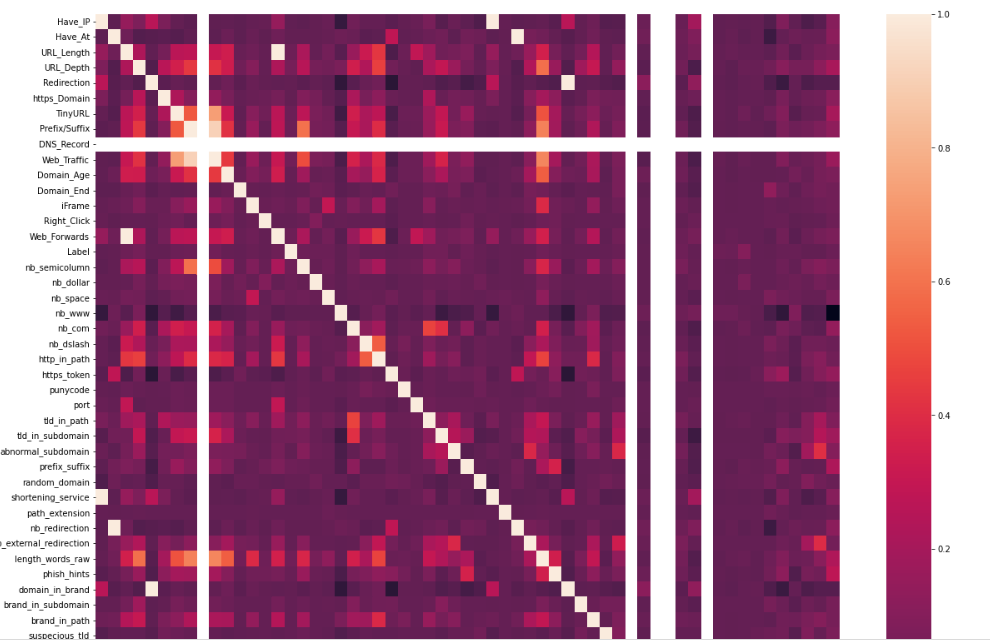 Have_IP
Have_At
URL_Length
URL_Depth
Redirection
https_Domain
TinyURL
Prefix/Suffix
DNS_Record
Web_Traffic
Domain_Age
Domain_End
iFrame
Right_Click
Web_Forwards
Label
nb_semicolumn
nb_dollar
nb_space
nb_www
nb_com
nb_dslash
http_in_path
https_token
punycode
port
tld_in_path
tld_in_subdomain
abnormal_subdomain
prefix_suffix
random_domain
shortening_service
path_extension
nb_redirection
_external_redirection
length_words_raw
phish_hints
domain_in_brand
brand_in_subdomain
brand_in_path
suspecious_tld
1.0
0.8
0.6
0.4
0.2